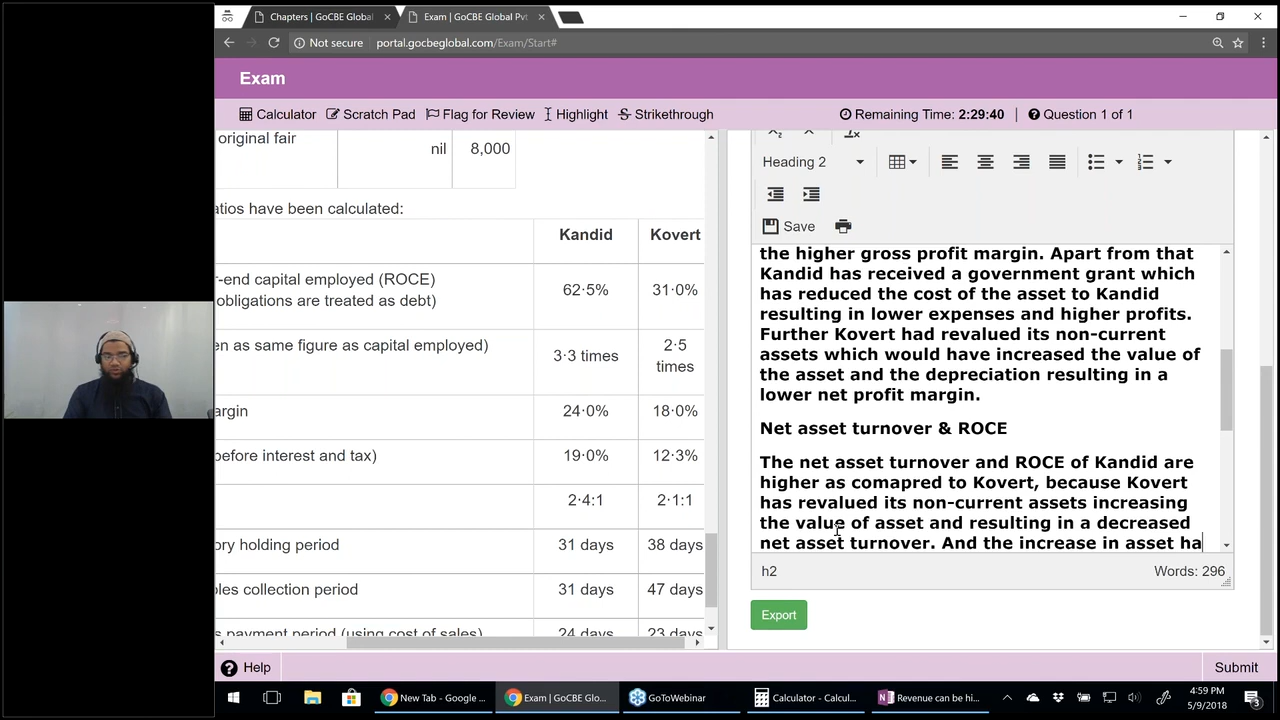 Chapters | GoCBE Global
Exam | GoCBE Global Pvt
Not secure
portal.gocbeglobal.com/Exam/Start#
Exam
Calculator
Scratch Pad
Flag for Review
Highlight
Strikethrough
Remaining Time: 2:29:40
Question 1 of 1
original fair
nil
8,000
atios have been calculated:
Kandid
Kovert
r-end capital employed (ROCE)
obligations are treated as debt)
62·5%
31·0%
en as same figure as capital employed)
3·3 times
2·5
times
argin
24·0%
18·0%
before interest and tax)
19·0%
12·3%
2·4:1
2·1:1
ory holding period
31 days
38 days
les collection period
31 days
47 days
s payment period (using cost of sales)
24 days
23 days
Heading 2
Save
the higher gross profit margin. Apart from that
Kandid has received a government grant which
has reduced the cost of the asset to Kandid
resulting in lower expenses and higher profits.
Further Kovert had revalued its non-current
assets which would have increased the value of
the asset and the depreciation resulting in a
lower net profit margin.
Net asset turnover & ROCE
The net asset turnover and ROCE of Kandid are
higher as comapred to Kovert, because Kovert
has revalued its non-current assets increasing
the value of asset and resulting in a decreased
net asset turnover. And the increase in asset ha
h2
Words: 296
Export
Help
Submit
New Tab - Google ...
Exam | GoCBE Glo...
GoToWebinar
Calculator - Calcul...
Revenue can be hi...
4:59 PM
5/9/2018
3